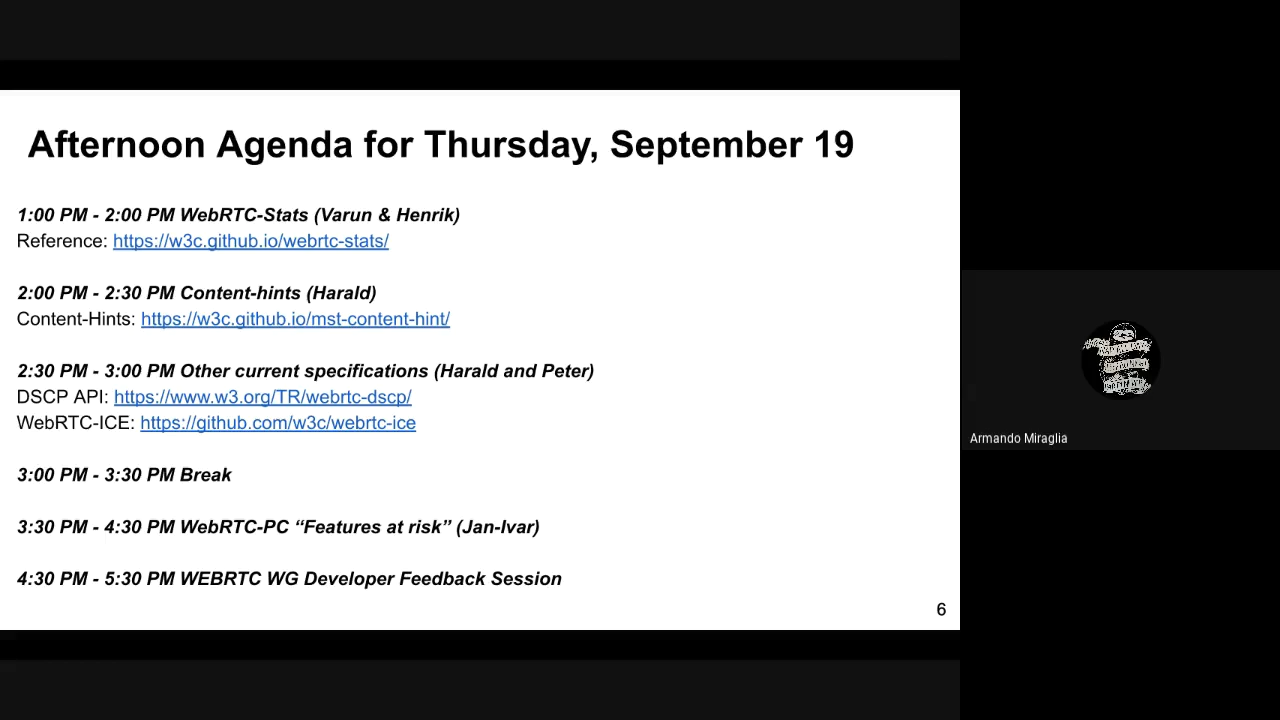 Afternoon Agenda for Thursday, September 19
1:00 PM - 2:00 PM WebRTC-Stats (Varun & Henrik)
Reference: https://w3c.github.io/webrtc-stats/
2:00 PM - 2:30 PM Content-hints (Harald)
Content-Hints: https://w3c.github.io/mst-content-hint/
2:30 PM - 3:00 PM Other current specifications (Harald and Peter)
DSCP API: https://www.w3.org/TR/webrtc-dscp/
WebRTC-ICE: https://github.com/w3c/webrtc-ice
3:00 PM - 3:30 PM Break
3:30 PM - 4:30 PM WebRTC-PC “Features at risk” (Jan-Ivar)
4:30 PM - 5:30 PM WEBRTC WG Developer Feedback Session
6
Armando Miraglia